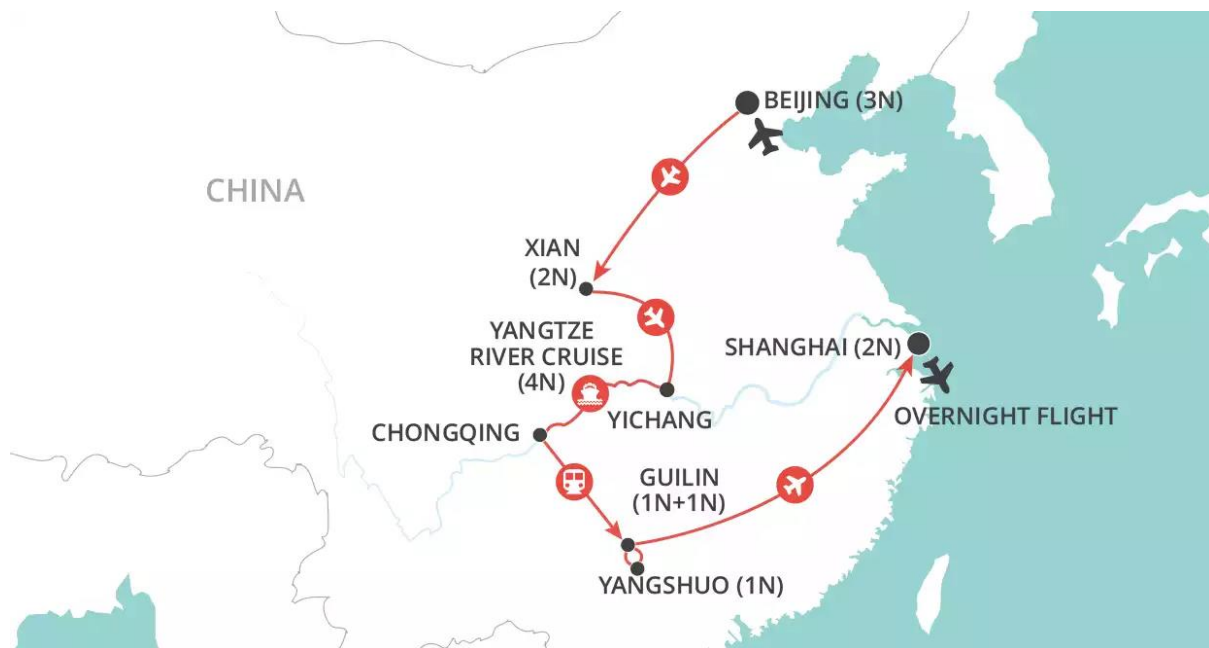 BEIJING (3N)
CHINA
XIAN
(2N)
YANGTZE
RIVER CRUISE
(4N)
SHANGHAI (2N)
YICHANG
OVERNIGHT FLIGHT
CHONGQING
GUILIN
(1N+1N)
YANGSHUO (1N)